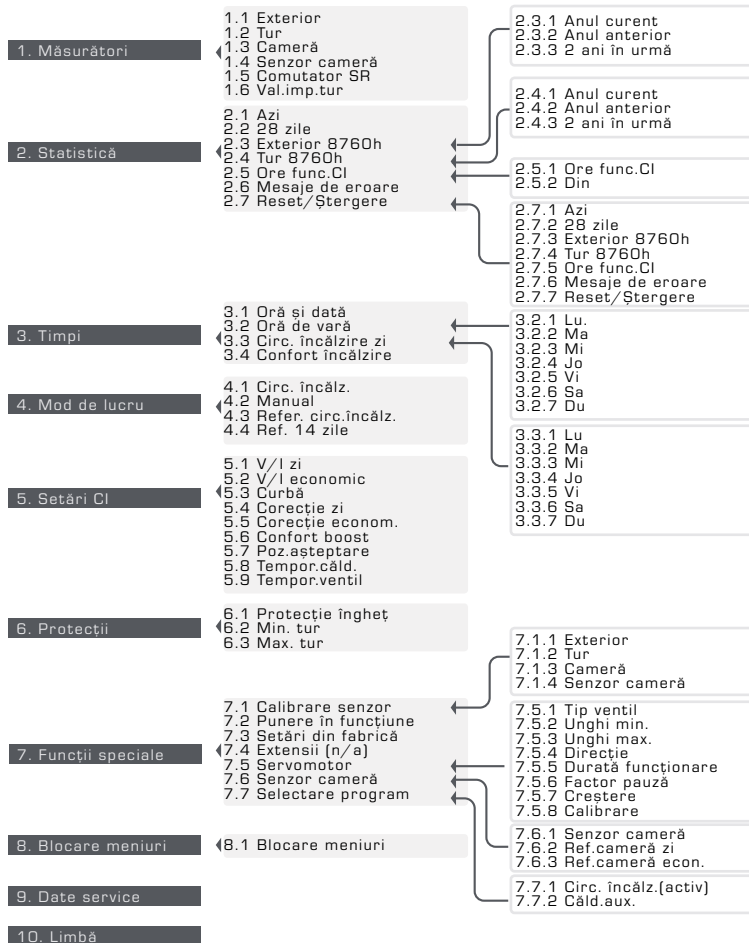 1. Măsurători
1.1 Exterior
1.2 Tur
1.3 Cameră
1.4 Senzor cameră
1.5 Comutator SR
1.6 Val.imp.tur
2. Statistică
2.1 Azi
2.2 28 zile
2.3 Exterior 8760h
2.4 Tur 8760h
2.5 Ore func.CI
2.6 Mesaje de eroare
2.7 Reset/Ștergere
2.3.1 Anul curent
2.3.2 Anul anterior
2.3.3 2 ani în urmă
2.4.1 Anul curent
2.4.2 Anul anterior
2.4.3 2 ani în urmă
2.5.1 Ore func.CI
2.5.2 Din
2.7.1 Azi
2.7.2 28 zile
2.7.3 Exterior 8760h
2.7.4 Tur 8760h
2.7.5 Ore func.CI
2.7.6 Mesaje de eroare
2.7.7 Reset/Ștergere
3. Timpi
3.1 Oră și dată
3.2 Oră de vară
3.3 Circ. încălzire zi
3.4 Confort încălzire
3.2.1 Lu.
3.2.2 Ma
3.2.3 Mi
3.2.4 Jo
3.2.5 Vi
3.2.6 Sa
3.2.7 Du
3.3.1 Lu
3.3.2 Ma
3.3.3 Mi
3.3.4 Jo
3.3.5 Vi
3.3.6 Sa
3.3.7 Du
4. Mod de lucru
4.1 Circ. încălz.
4.2 Manual
4.3 Refer. circ.încălz.
4.4 Ref. 14 zile
5. Setări CI
5.1 V/I zi
5.2 V/I economic
5.3 Curbă
5.4 Corecție zi
5.5 Corecție econom.
5.6 Confort boost
5.7 Poz.așteptare
5.8 Tempor.căld.
5.9 Tempor.ventil
6. Protecții
6.1 Protecție îngheț
6.2 Min. tur
6.3 Max. tur
7. Funcții speciale
7.1 Calibrare senzor
7.2 Punere în funcțiune
7.3 Setări din fabrică
7.4 Extensii (n/a)
7.5 Servomotor
7.6 Senzor cameră
7.7 Selectare program
7.1.1 Exterior
7.1.2 Tur
7.1.3 Cameră
7.1.4 Senzor cameră
7.5.1 Tip ventil
7.5.2 Unghi min.
7.5.3 Unghi max.
7.5.4 Direcție
7.5.5 Durată funcționare
7.5.6 Factor pauză
7.5.7 Creștere
7.5.8 Calibrare
7.6.1 Senzor cameră
7.6.2 Ref.cameră zi
7.6.3 Ref.cameră econ.
7.7.1 Circ. încălz.(activ)
7.7.2 Căld.aux.
8. Blocare meniuri
8.1 Blocare meniuri
9. Date service
10. Limbă